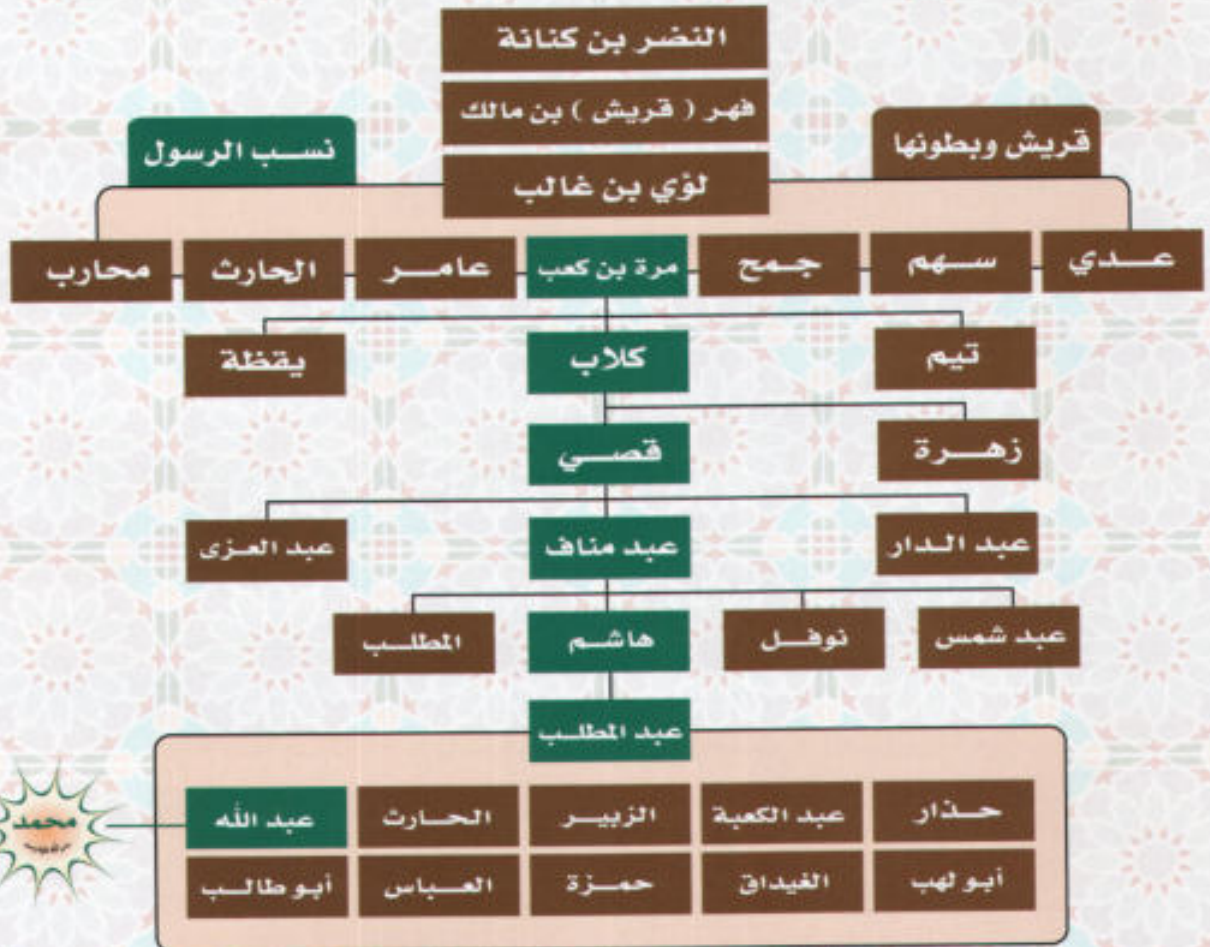 النضر بن كنانة
فهر ( قريش ) بن مالك
قريش وبطونها
نسب الرسول
لؤي بن غالب
عدي
سهم
جمح
مرة بن كعب
عامر
الحارث
محارب
تيم
كلاب
يقظة
زهرة
قصي
عبد الدار
عبد مناف
عبد العزى
عبد شمس
نوفل
هاشم
المطلب
عبد المطلب
حذار
عبد الكعبة
الزبير
الحارث
عبد الله
محمد
أبو لهب
الغيداق
حمزة
العباس
أبو طالب